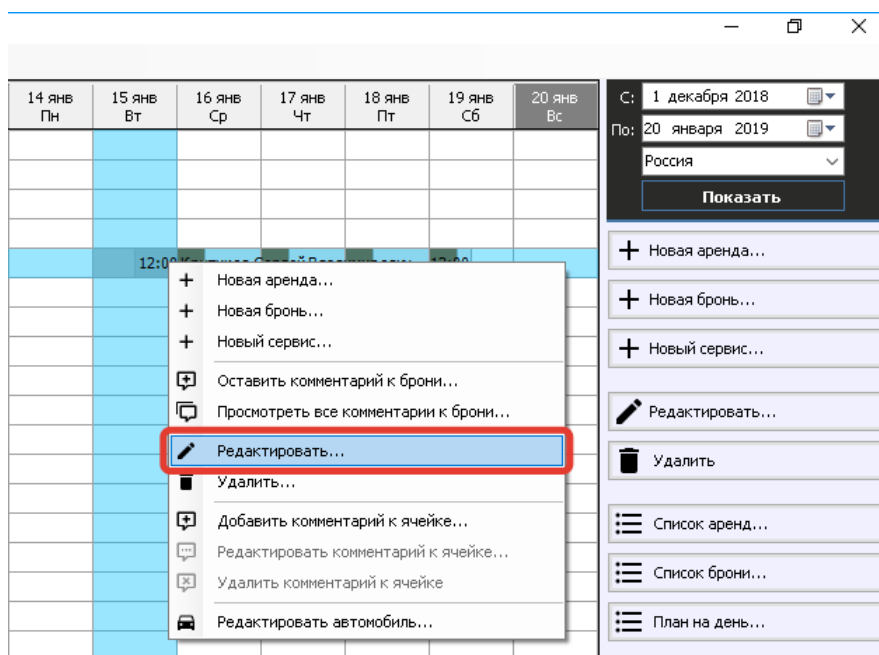 14 янв 15 янв 16 янв 17 янв 18 янв 19 янв 20 янв
Пн Вт Ср Чт Пт Сб Вс
12:00
Новая аренда...
Новая бронь...
Новый сервис...
Оставить комментарий к брони...
Просмотреть все комментарии к брони...
Редактировать...
Удалить...
Добавить комментарий к ячейке...
Редактировать комментарий к ячейке...
Удалить комментарий к ячейке
Редактировать автомобиль...
С: 1 декабря 2018
По: 20 января 2019
Россия
Показать
Новая аренда...
Новая бронь...
Новый сервис...
Редактировать...
Удалить
Список аренд...
Список брони...
План на день...